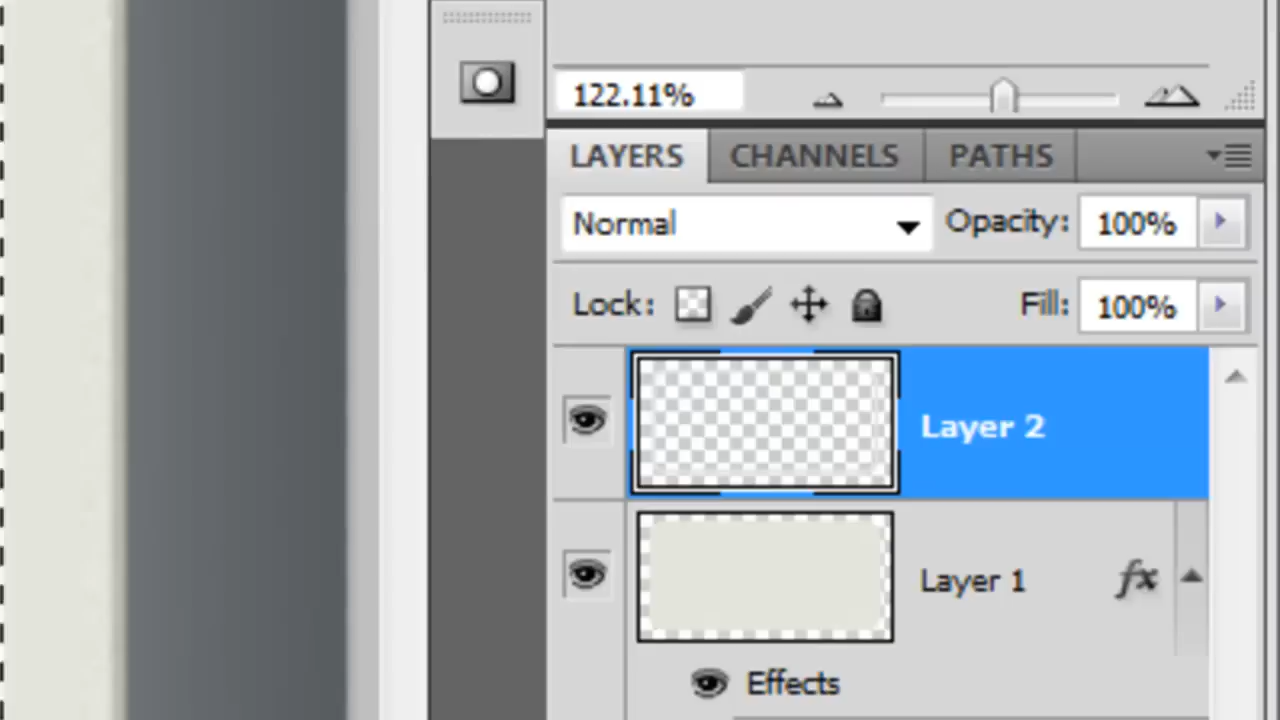 122.11%
LAYERS CHANNELS PATHS
Normal Opacity: 100%
Lock: Fill: 100%
Layer 2
Layer 1 fx
Effects